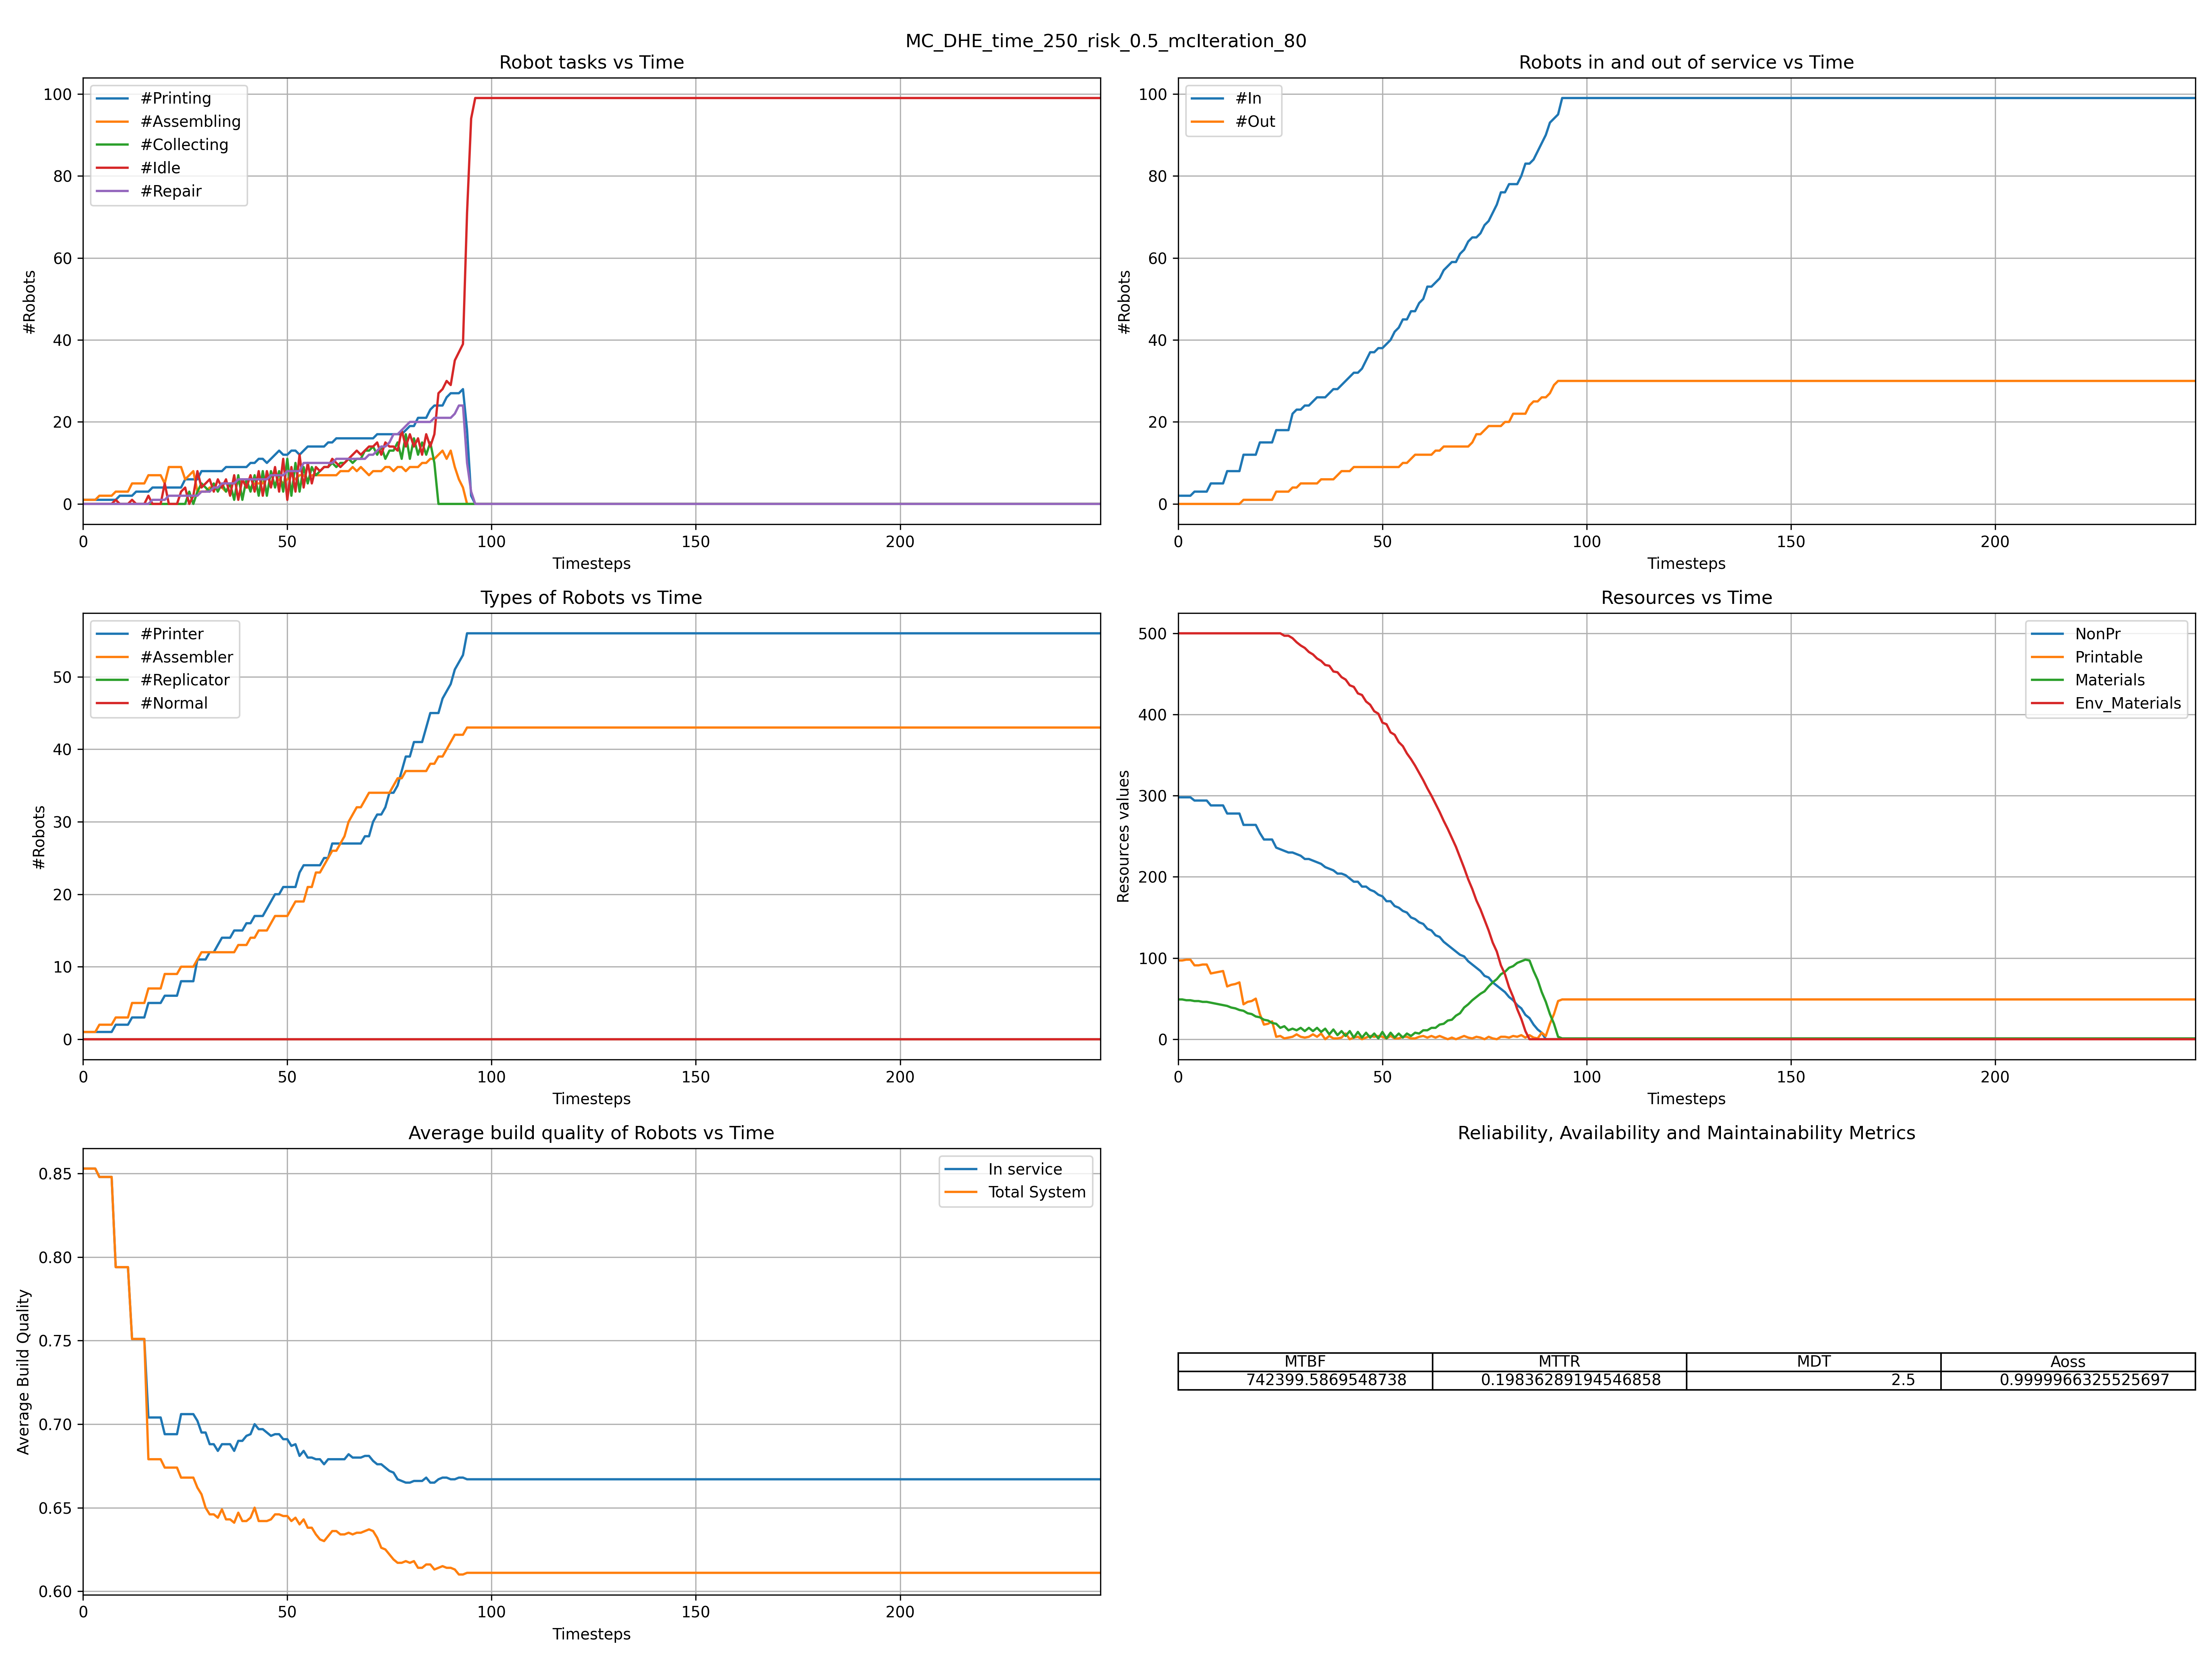 MC_DHE_time_250_risk_0.5_mcIteration_80
Robot tasks vs Time
#Printing
#Assembling
#Collecting
#Idle
#Repair
100
80
60
40
20
0
#Robots
0 50 100 150 200
Timesteps
Robots in and out of service vs Time
#In
#Out
100
80
60
40
20
0
#Robots
0 50 100 150 200
Timesteps
Types of Robots vs Time
#Printer
#Assembler
#Replicator
#Normal
50
40
30
20
10
0
#Robots
0 50 100 150 200
Timesteps
Resources vs Time
NonPr
Printable
Materials
Env_Materials
500
400
300
200
100
0
Resources values
0 50 100 150 200
Timesteps
Average build quality of Robots vs Time
In service
Total System
0.85
0.80
0.75
0.70
0.65
0.60
Average Build Quality
0 50 100 150 200
Timesteps
Reliability, Availability and Maintainability Metrics
MTBF MTTR MDT Aoss
742399.5869548738 0.19836289194546858 2.5 0.9999966325525697